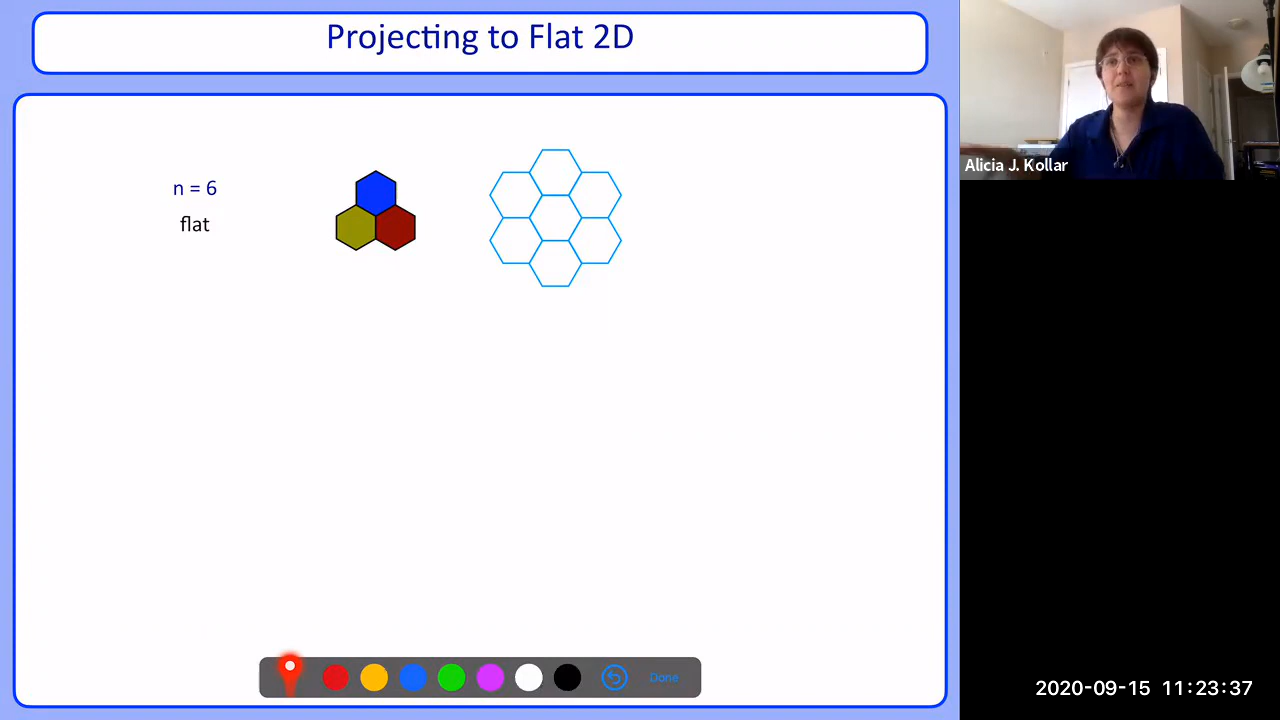 Projecting to Flat 2D
n = 6
flat
Done
Alicia J. Kollar
2020-09-15 11:23:37